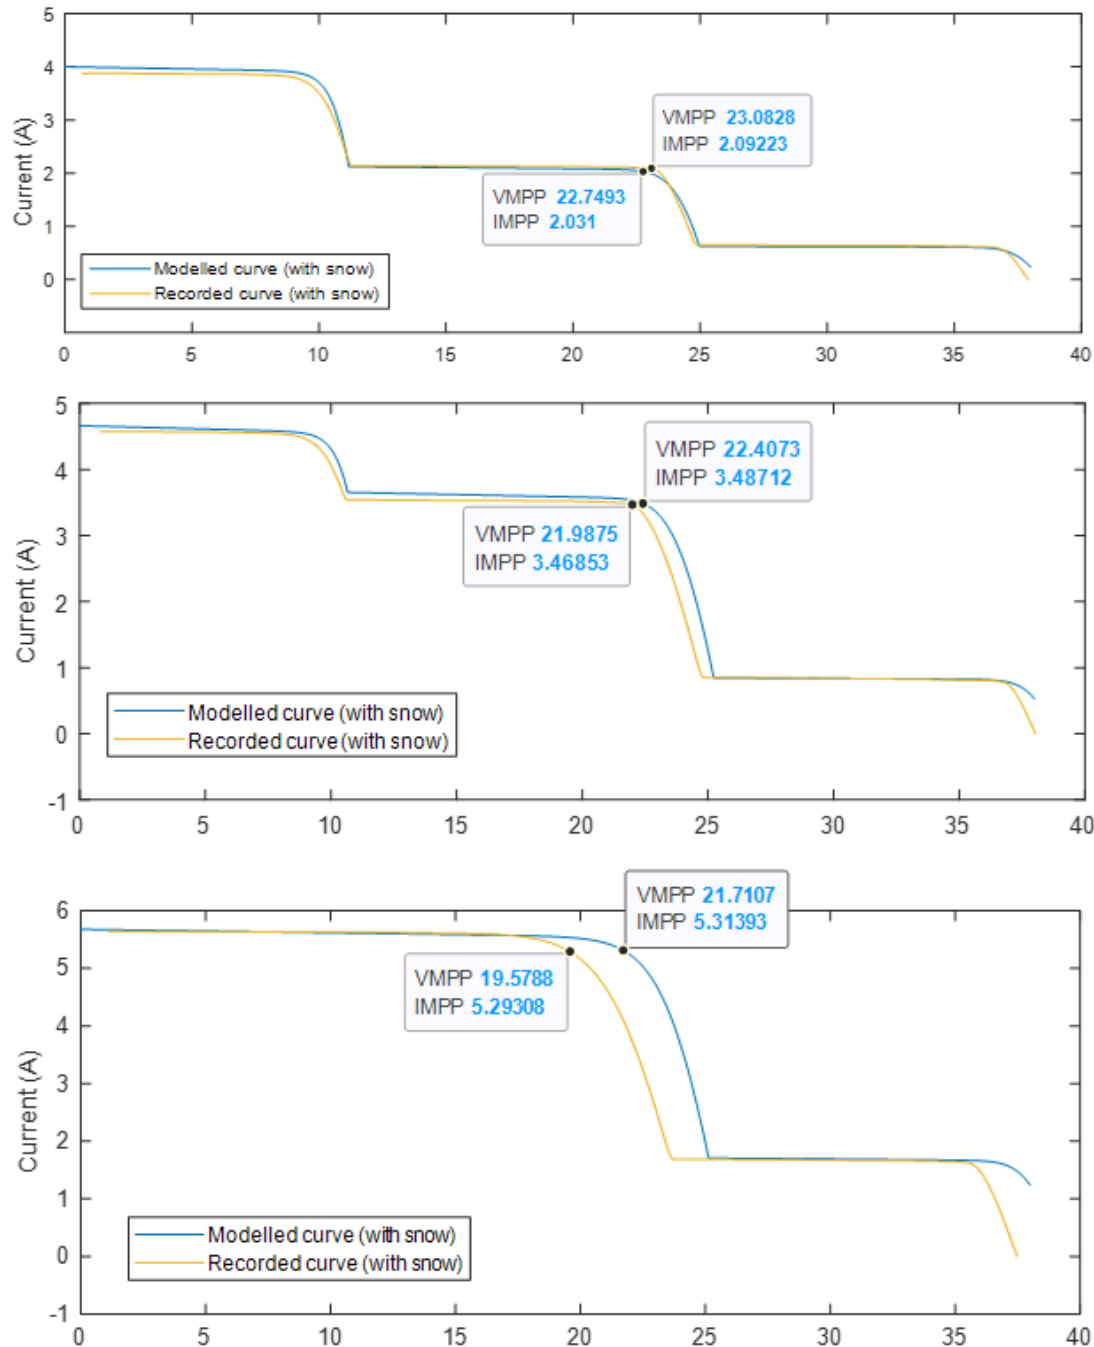 5
4
3
2
1
0
Current (A)
VMPP 23.0828
IMPP 2.09223
VMPP 22.7493
IMPP 2.031
Modelled curve (with snow)
Recorded curve (with snow)
0 5 10 15 20 25 30 35 40
5
4
3
2
1
0
-1
Current (A)
VMPP 22.4073
IMPP 3.48712
VMPP 21.9875
IMPP 3.46853
Modelled curve (with snow)
Recorded curve (with snow)
0 5 10 15 20 25 30 35 40
6
5
4
3
2
1
0
-1
Current (A)
VMPP 21.7107
IMPP 5.31393
VMPP 19.5788
IMPP 5.29308
Modelled curve (with snow)
Recorded curve (with snow)
0 5 10 15 20 25 30 35 40